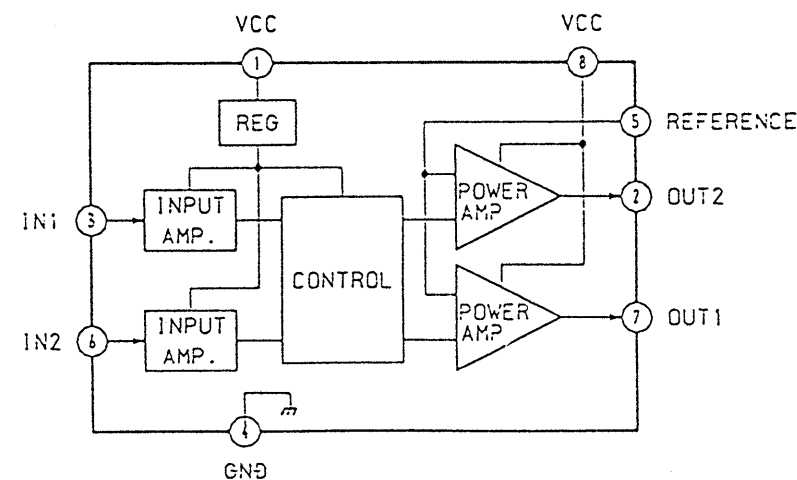 VCC VCC
1 8
REG
5 REFERENCE
INPUT
AMP.
IN1 3
POWER
AMP
2 OUT2
CONTROL
INPUT
AMP.
IN2 6
POWER
AMP
7 OUT1
4
GND